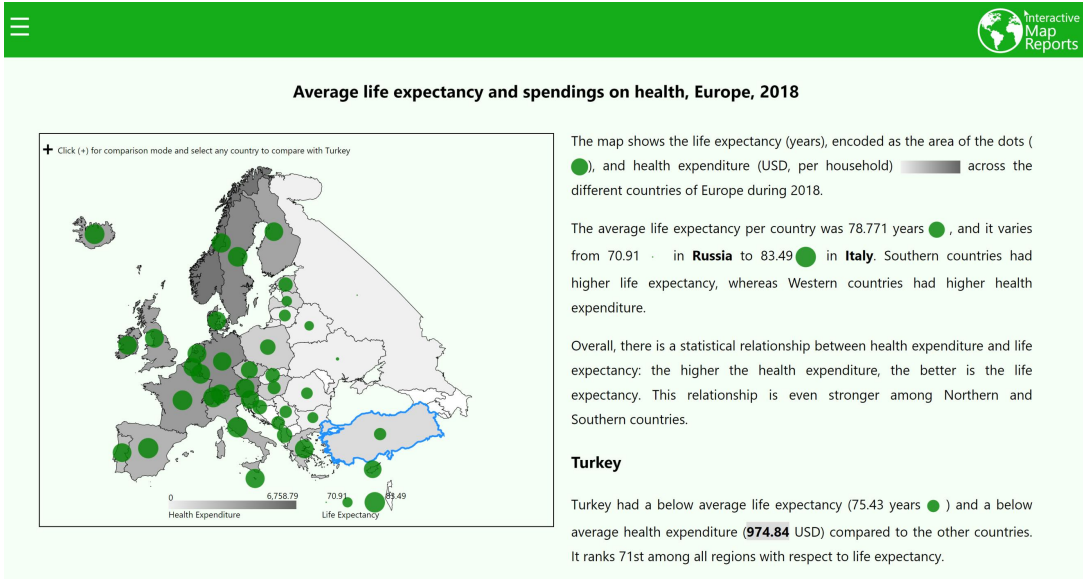 Interactive
Map
Reports
Average life expectancy and spendings on health, Europe, 2018
+ Click (+) for comparison mode and select any country to compare with Turkey
0 6,758.79 70.91 83.49
Health Expenditure Life Expectancy
The map shows the life expectancy (years), encoded as the area of the dots (
), and health expenditure (USD, per household) across the
different countries of Europe during 2018.
The average life expectancy per country was 78.771 years , and it varies
from 70.91 in Russia to 83.49 in Italy. Southern countries had
higher life expectancy, whereas Western countries had higher health
expenditure.
Overall, there is a statistical relationship between health expenditure and life
expectancy: the higher the health expenditure, the better is the life
expectancy. This relationship is even stronger among Northern and
Southern countries.
Turkey
Turkey had a below average life expectancy (75.43 years ) and a below
average health expenditure (974.84 USD) compared to the other countries.
It ranks 71st among all regions with respect to life expectancy.